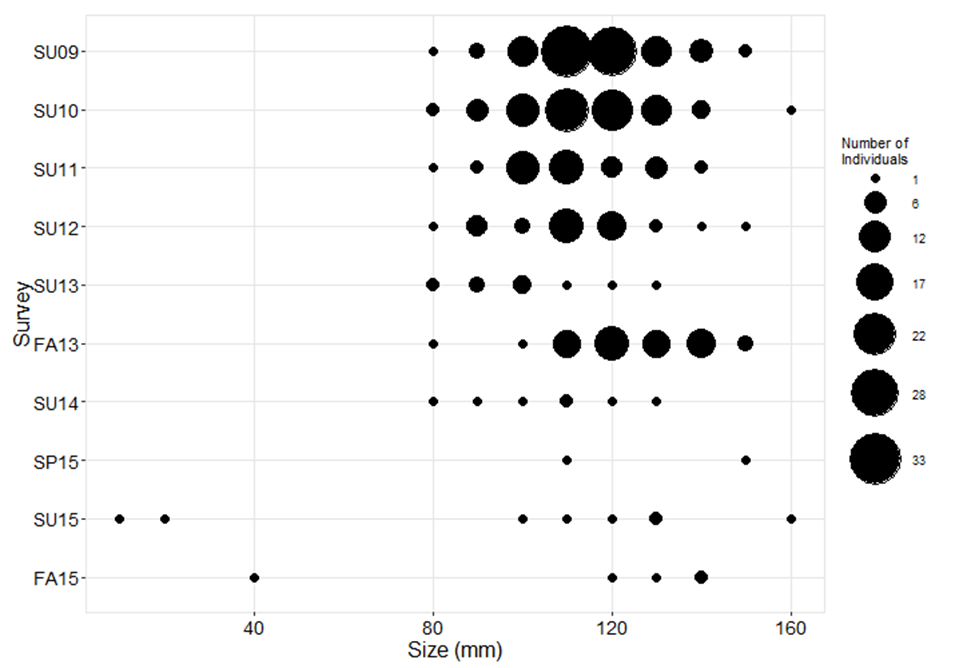 SU09
SU10
SU11
SU12
SU13
FA13
SU14
SP15
SU15
FA15
Survey
40 80 120 160
Size (mm)
Number of
Individuals
1
6
12
17
22
28
33